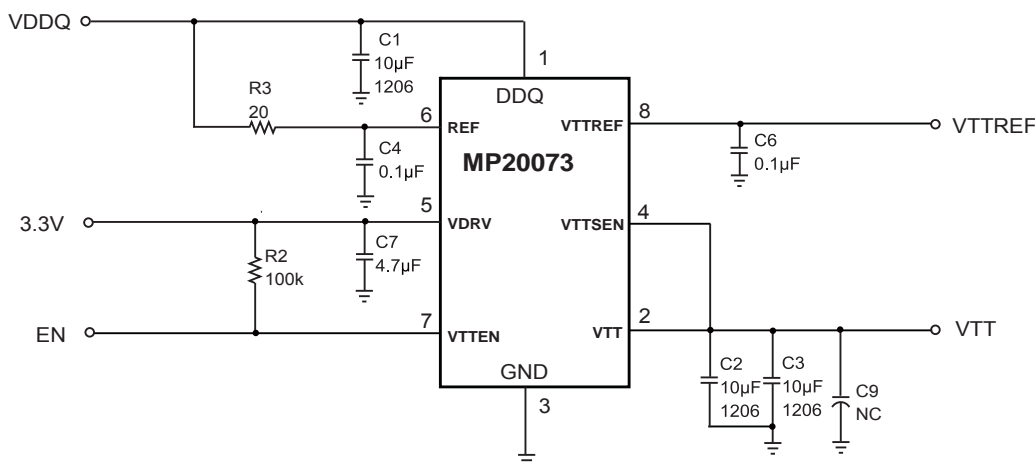 VDDQ
C1
10µF
1206
1
DDQ
R3
20
6
REF
VTTREF
8
VTTREF
C4
0.1µF
MP20073
C6
0.1µF
3.3V
5
VDRV
VTTSEN
4
R2
100k
C7
4.7µF
EN
7
VTTEN
VTT
2
VTT
GND
3
C2
10µF
1206
C3
10µF
1206
C9
NC